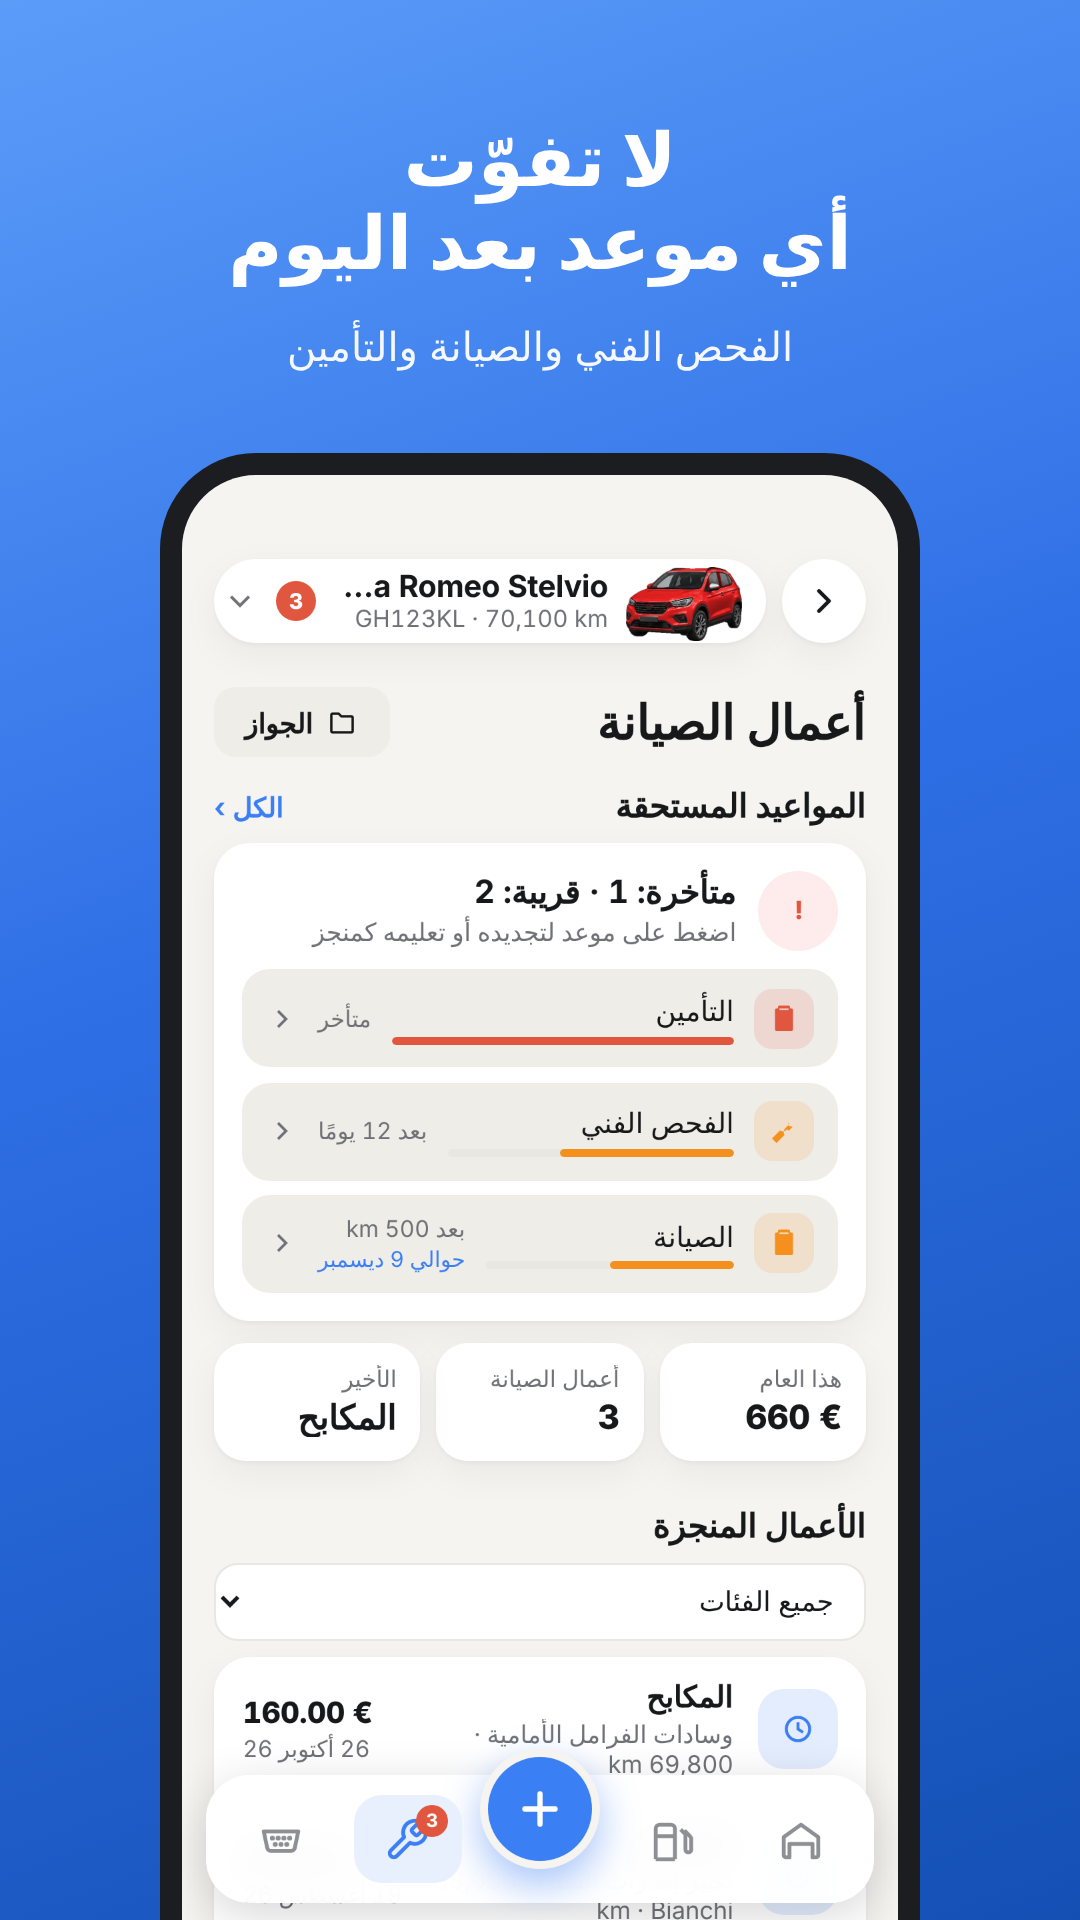 لا تفوّت
أي موعد بعد اليوم
الفحص الفني والصيانة والتأمين
...a Romeo Stelvio
3
GH123KL · 70,100 km
أعمال الصيانة
الجواز
المواعيد المستحقة
الكل ›
!
متأخرة: 1 · قريبة: 2
اضغط على موعد لتجديده أو تعليمه كمنجز
التأمين
متأخر
الفحص الفني
بعد 12 يومًا
الصيانة
بعد 500 km
حوالي 9 ديسمبر
هذا العام
660 €
أعمال الصيانة
3
الأخير
المكابح
الأعمال المنجزة
جميع الفئات
المكابح
160.00 €
وسادات الفرامل الأمامية ·
69,800 km
26 أكتوبر 26
3
km · Bianchi